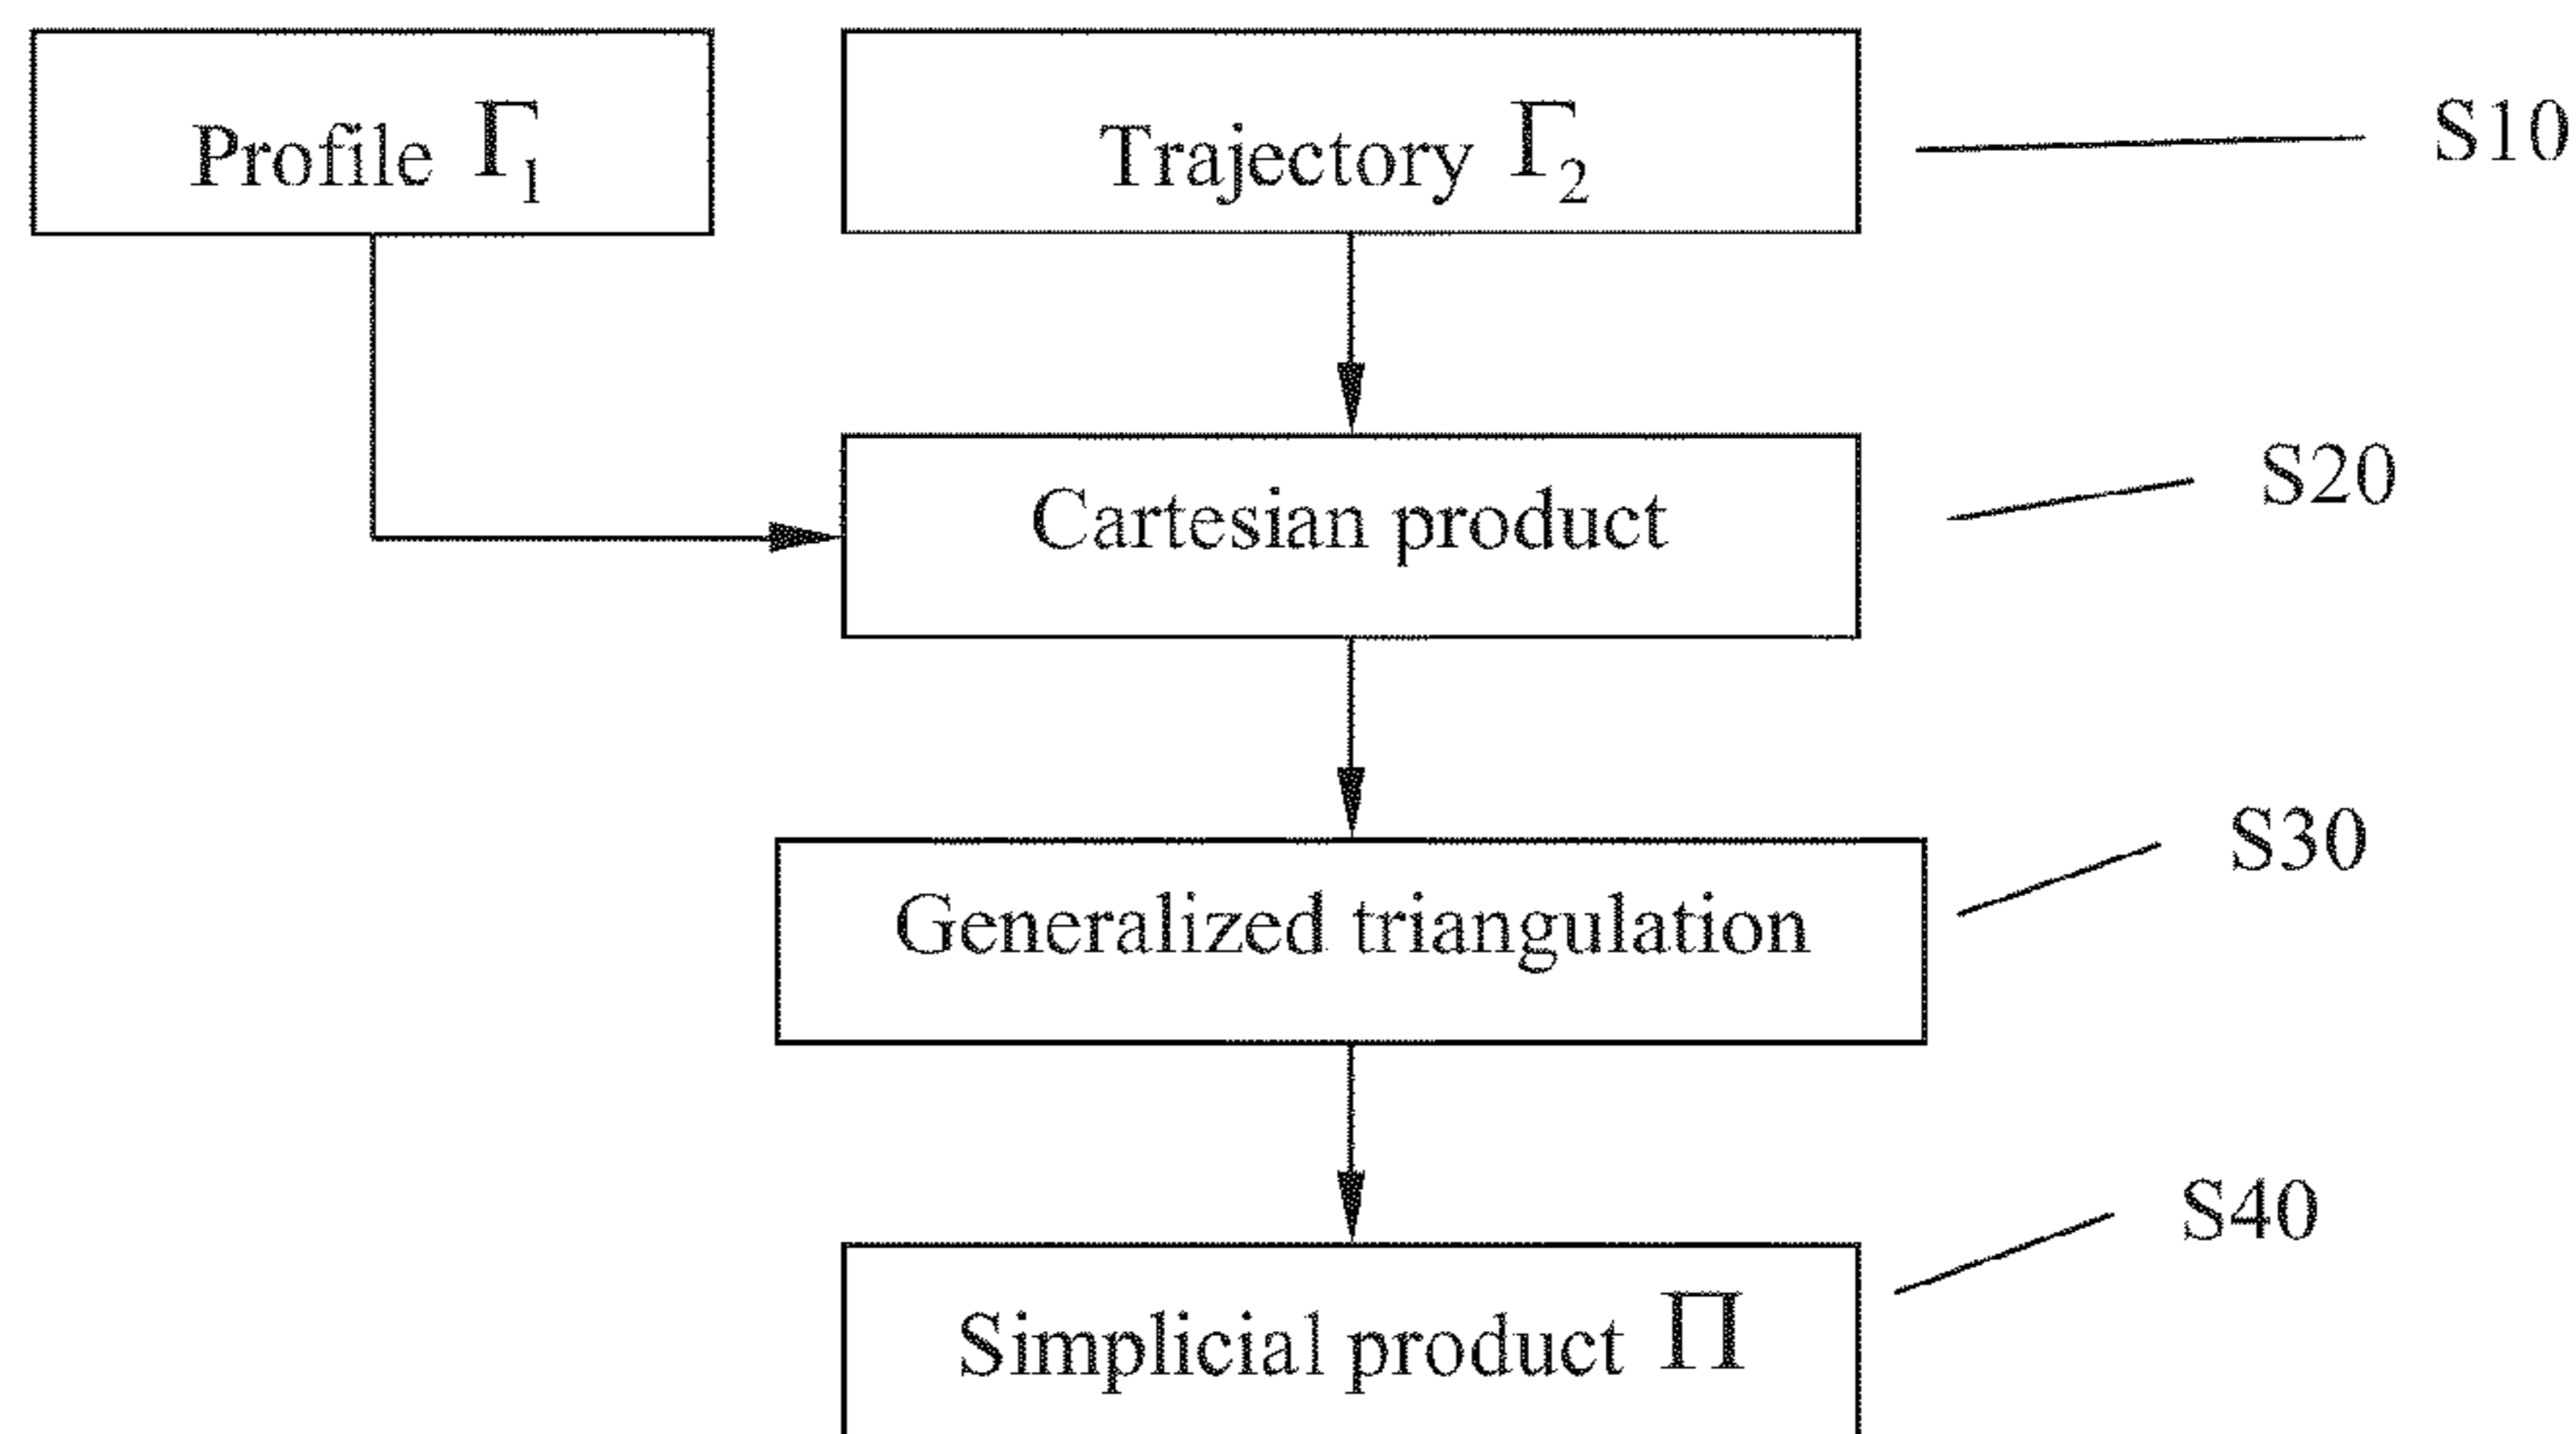 Profile Γ₁
Trajectory Γ₂
S10
Cartesian product
S20
Generalized triangulation
S30
Simplicial product Π
S40